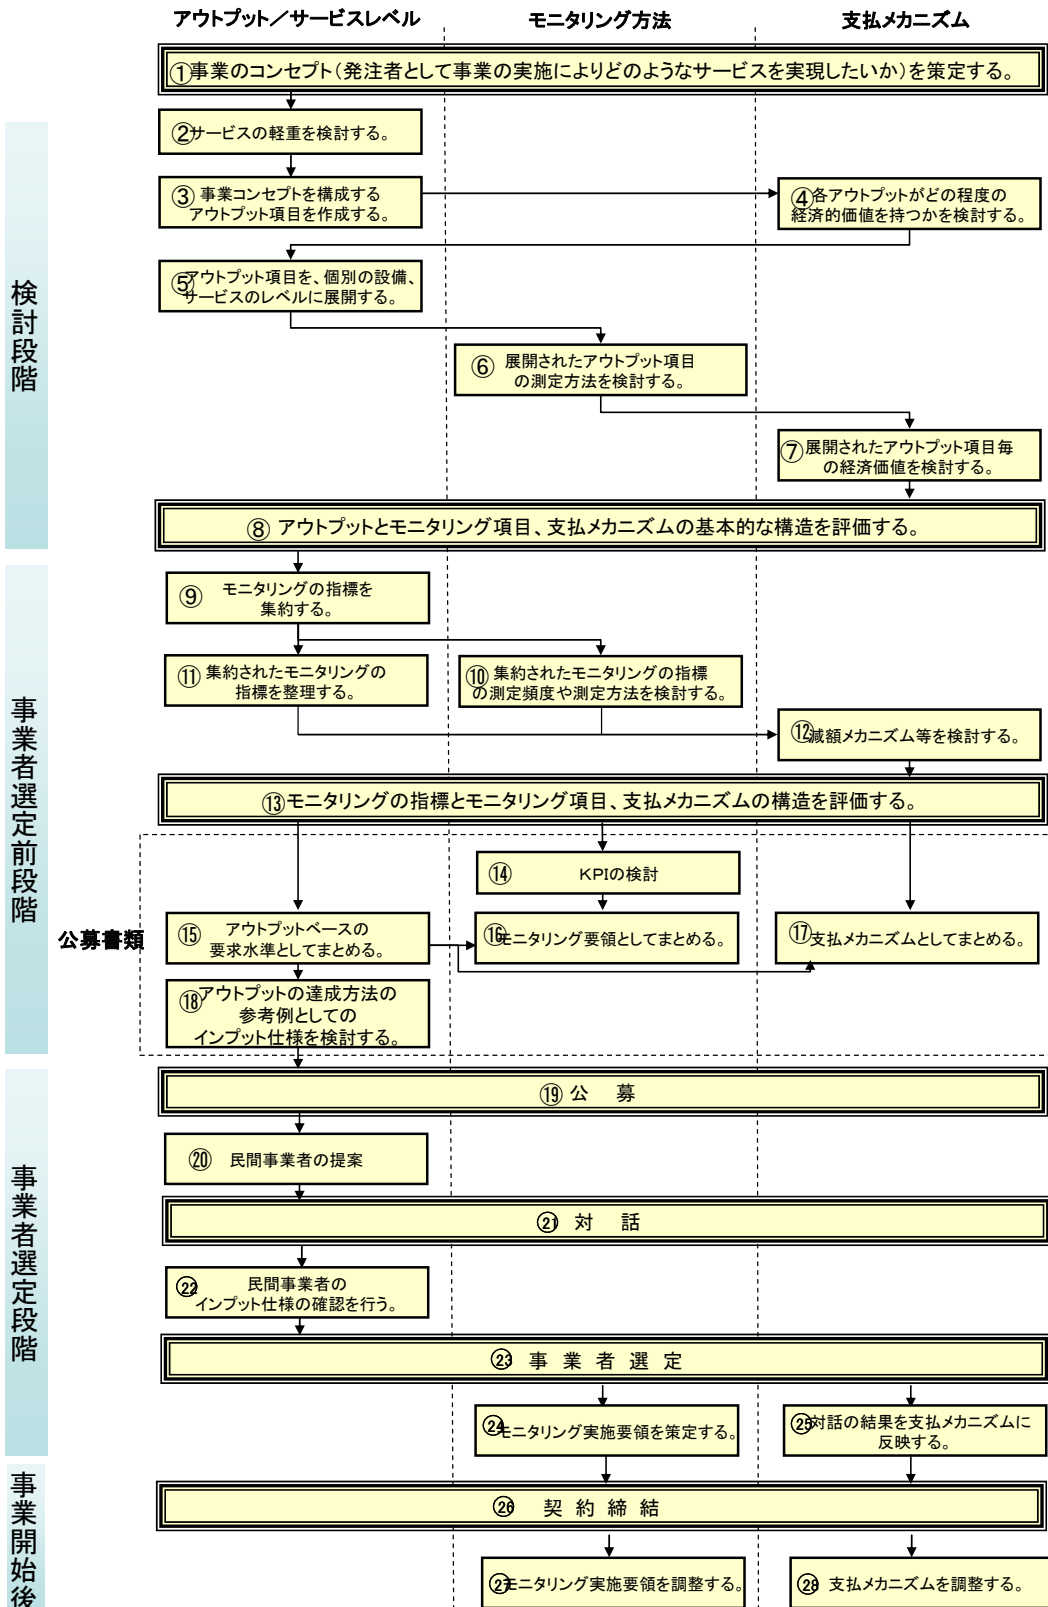 アウトプット／サービスレベル
モニタリング方法
支払メカニズム
①事業のコンセプト（発注者として事業の実施によりどのようなサービスを実現したいか）を策定する。
検討段階
②サービスの軽重を検討する。
③ 事業コンセプトを構成する
アウトプット項目を作成する。
④各アウトプットがどの程度の
経済的価値を持つかを検討する。
⑤アウトプット項目を、個別の設備、
サービスのレベルに展開する。
⑥ 展開されたアウトプット項目
の測定方法を検討する。
⑦展開されたアウトプット項目毎
の経済価値を検討する。
⑧ アウトプットとモニタリング項目、支払メカニズムの基本的な構造を評価する。
事業者選定前段階
⑨ モニタリングの指標を
集約する。
⑪ 集約されたモニタリングの
指標を整理する。
⑩ 集約されたモニタリングの指標
の測定頻度や測定方法を検討する。
⑫減額メカニズム等を検討する。
⑬モニタリングの指標とモニタリング項目、支払メカニズムの構造を評価する。
公募書類
⑭ KPIの検討
⑮ アウトプットベースの
要求水準としてまとめる。
⑯モニタリング要領としてまとめる。
⑰支払メカニズムとしてまとめる。
⑱アウトプットの達成方法の
参考例としての
インプット仕様を検討する。
事業者選定段階
⑲ 公 募
⑳ 民間事業者の提案
㉑ 対 話
㉒ 民間事業者の
インプット仕様の確認を行う。
㉓ 事 業 者 選 定
㉔モニタリング実施要領を策定する。
㉕対話の結果を支払メカニズムに
反映する。
事業開始後
㉖ 契 約 締 結
㉗モニタリング実施要領を調整する。
㉘ 支払メカニズムを調整する。